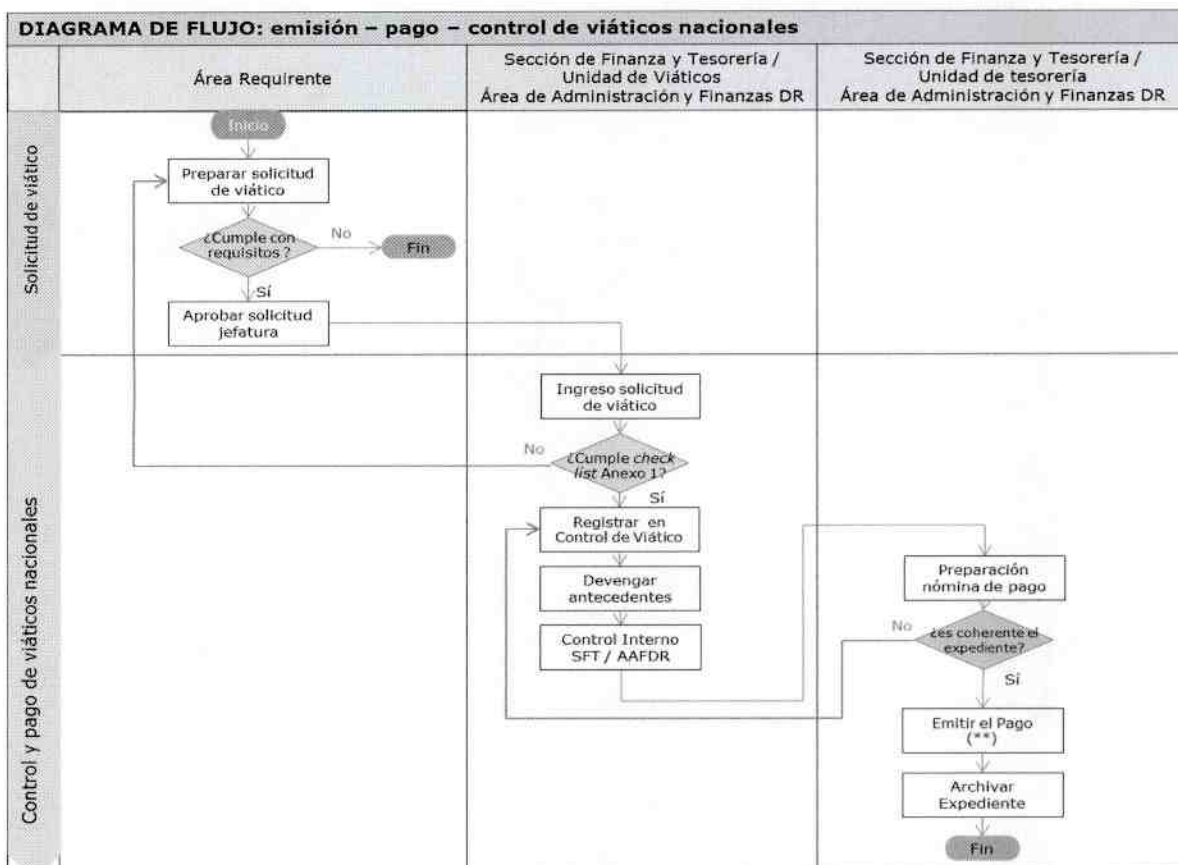 DIAGRAMA DE FLUJO: emisión – pago – control de viáticos nacionales
Área Requirente
Sección de Finanza y Tesorería /
Unidad de Viáticos
Área de Administración y Finanzas DR
Sección de Finanza y Tesorería /
Unidad de tesorería
Área de Administración y Finanzas DR
Solicitud de viático
Inicio
Preparar solicitud
de viático
¿Cumple con
requisitos ?
No
Fin
Sí
Aprobar solicitud
jefatura
Control y pago de viáticos nacionales
Ingreso solicitud
de viático
¿Cumple check
list Anexo 1?
No
Sí
Registrar en
Control de Viático
Devengar
antecedentes
Control Interno
SFT / AAFDR
Preparación
nómina de pago
¿es coherente el
expediente?
No
Sí
Emitir el Pago
(**)
Archivar
Expediente
Fin